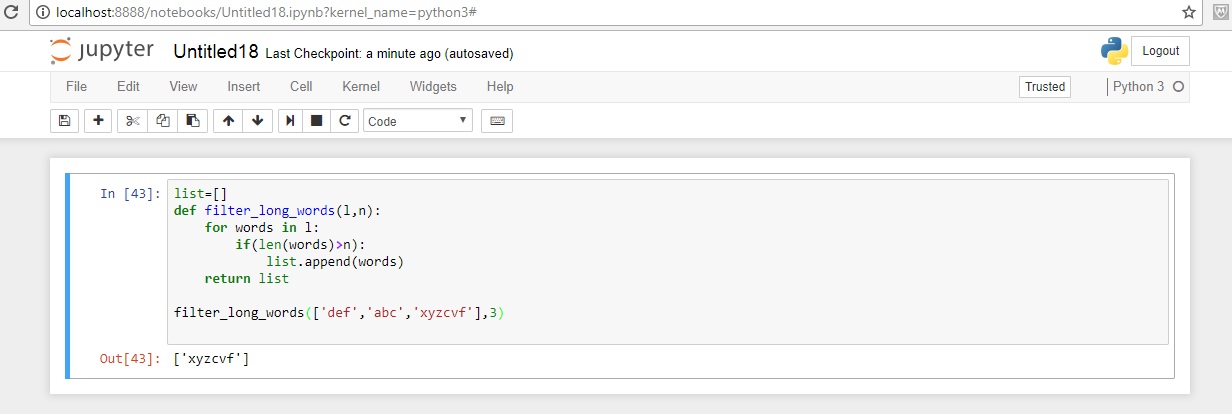 localhost:8888/notebooks/Untitled18.ipynb?kernel_name=python3#
jupyter Untitled18 Last Checkpoint: a minute ago (autosaved) Logout
File Edit View Insert Cell Kernel Widgets Help Trusted Python 3
Code
In [43]: list=[]
def filter_long_words(l,n):
    for words in l:
        if(len(words)>n):
            list.append(words)
    return list
filter_long_words(['def','abc','xyzcvf'],3)
Out[43]: ['xyzcvf']